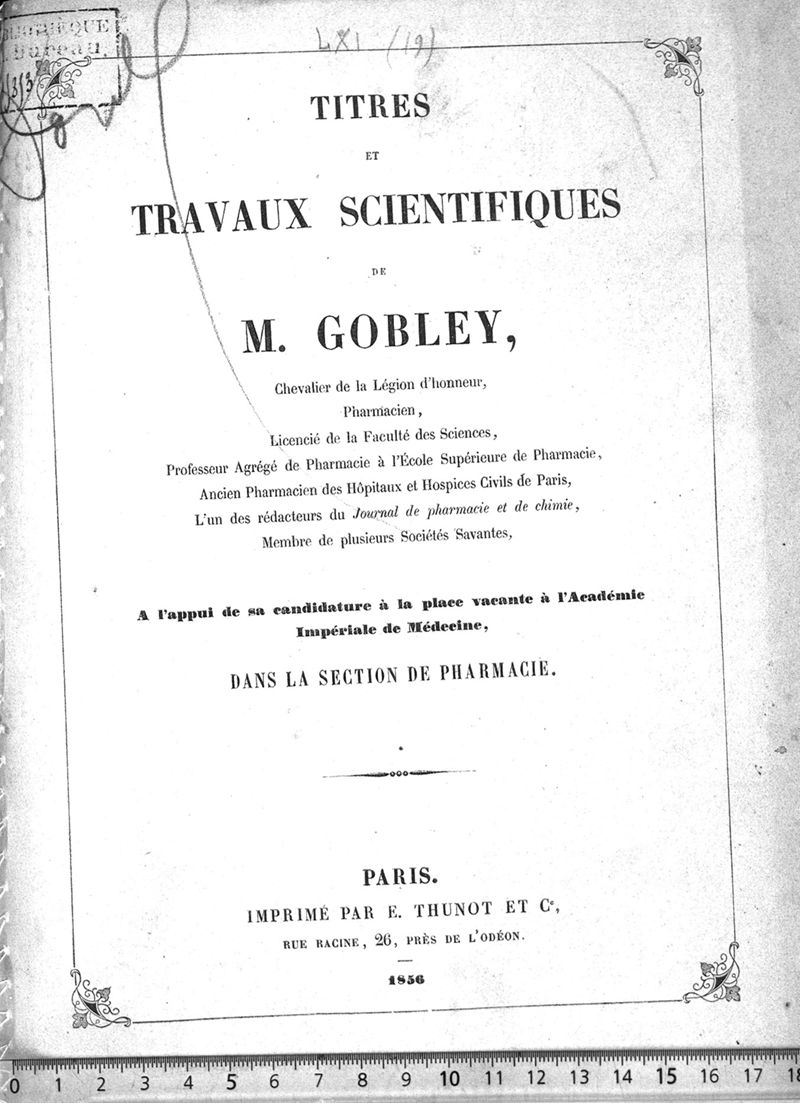 LXI (19)
TITRES
ET
TRAVAUX SCIENTIFIQUES
DE
M. GOBLEY,
Chevalier de la Légion d'honneur,
Pharmacien,
Licencié de la Faculté des Sciences,
Professeur Agrégé de Pharmacie à l'École Supérieure de Pharmacie,
Ancien Pharmacien des Hôpitaux et Hospices Civils de Paris,
L'un des rédacteurs du Journal de pharmacie et de chimie,
Membre de plusieurs Sociétés Savantes,
A l'appui de sa candidature à la place vacante à l'Académie
Impériale de Médecine,
DANS LA SECTION DE PHARMACIE.
PARIS.
IMPRIMÉ PAR E. THUNOT ET Cᵉ,
RUE RACINE, 26, PRÈS DE L'ODÉON.
1856
0 1 2 3 4 5 6 7 8 9 10 11 12 13 14 15 16 17 18